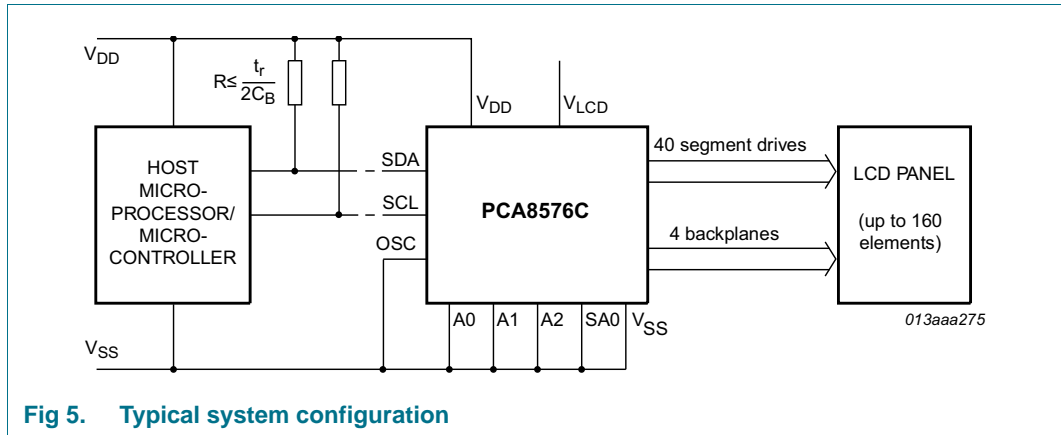 VDD
R≤ tr
2CB
VDD
VLCD
HOST
MICRO-
PROCESSOR/
MICRO-
CONTROLLER
SDA
SCL
OSC
PCA8576C
40 segment drives
4 backplanes
LCD PANEL
(up to 160
elements)
A0 A1 A2 SA0 VSS
VSS
013aaa275
Fig 5. Typical system configuration